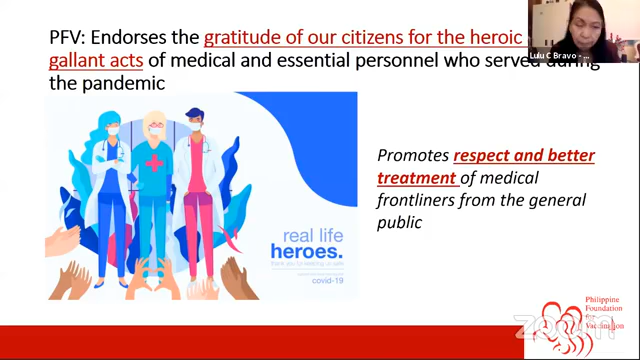 PFV: Endorses the gratitude of our citizens for the heroic
gallant acts of medical and essential personnel who served during
the pandemic
Lulu C Bravo - ...
Promotes respect and better
treatment of medical
frontliners from the general
public
real life
heroes.
covid-19
Philippine
Foundation
for
Vaccination
zoom